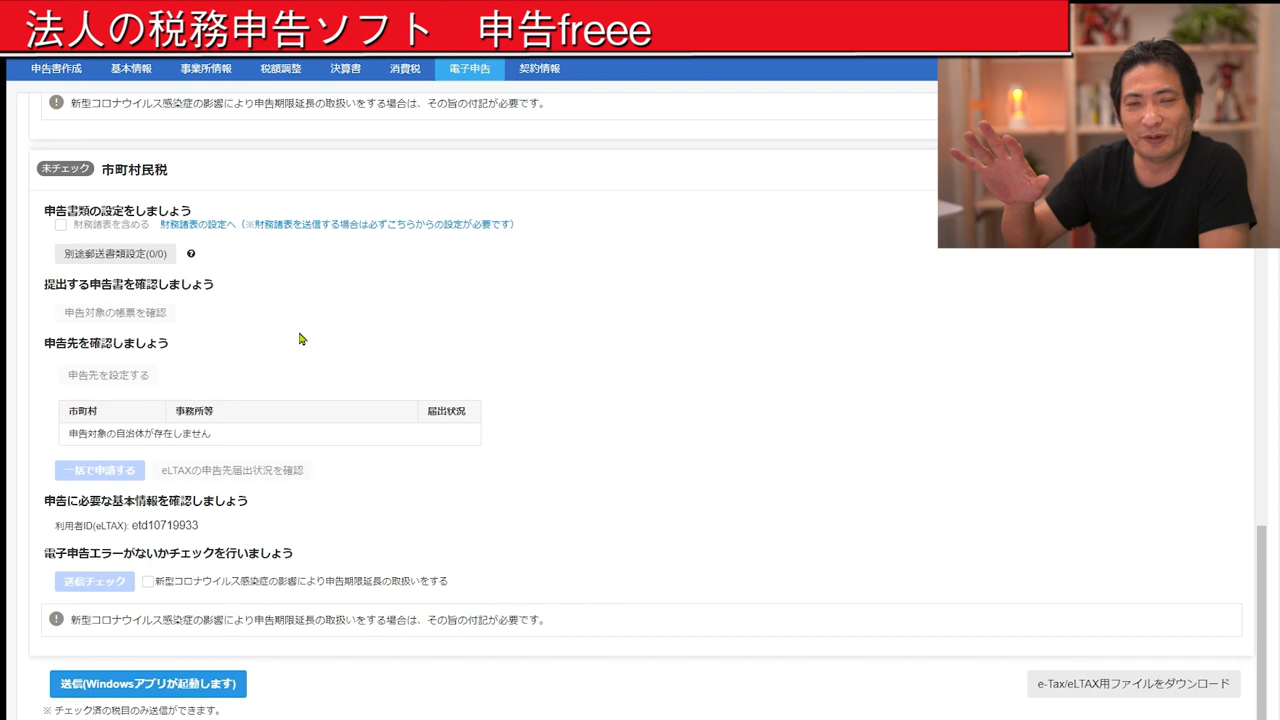 法人の税務申告ソフト 申告freee
申告書作成 基本情報 事業所情報 税額調整 決算書 消費税 電子申告 契約情報
新型コロナウイルス感染症の影響により申告期限延長の取扱いをする場合は、その旨の付記が必要です。
未チェック 市町村民税
申告書類の設定をしましょう
財務諸表を含める 財務諸表の設定へ（※財務諸表を送信する場合は必ずこちらからの設定が必要です）
別途郵送書類設定(0/0) ?
提出する申告書を確認しましょう
申告対象の帳票を確認
申告先を確認しましょう
申告先を設定する
市町村 事務所等 届出状況
申告対象の自治体が存在しません
一括で申請する eLTAXの申告先届出状況を確認
申告に必要な基本情報を確認しましょう
利用者ID(eLTAX): etd10719933
電子申告エラーがないかチェックを行いましょう
送信チェック 新型コロナウイルス感染症の影響により申告期限延長の取扱いをする
新型コロナウイルス感染症の影響により申告期限延長の取扱いをする場合は、その旨の付記が必要です。
送信(Windowsアプリが起動します) e-Tax/eLTAX用ファイルをダウンロード
※ チェック済の税目のみ送信ができます。